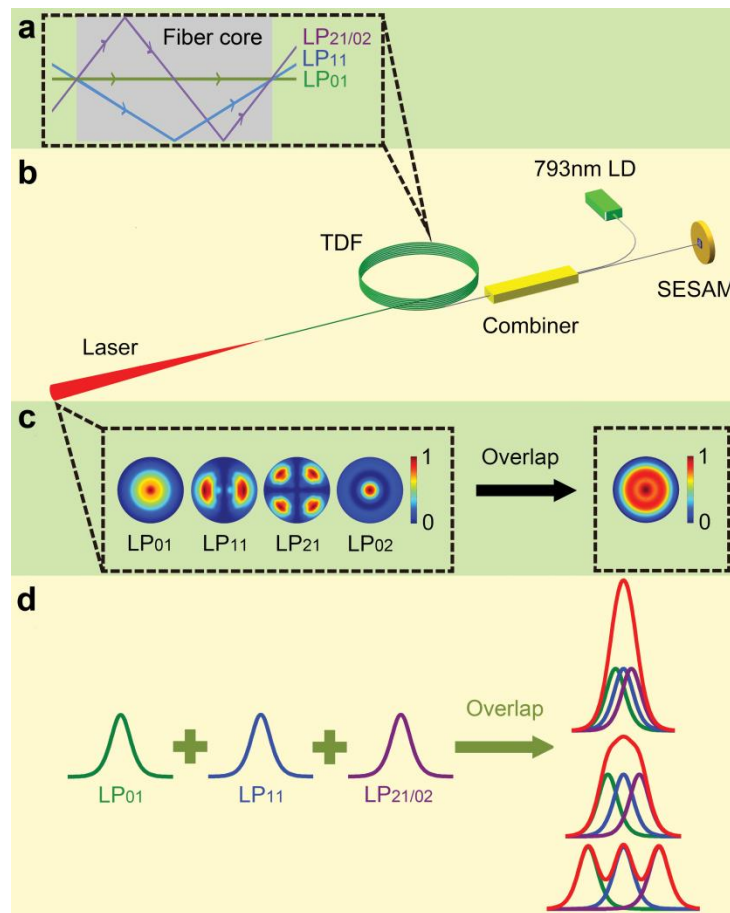 a
Fiber core
LP21/02
LP11
LP01
b
793nm LD
TDF
SESAM
Combiner
Laser
c
1
0
LP01 LP11 LP21 LP02
Overlap
1
0
d
LP01
LP11
LP21/02
Overlap